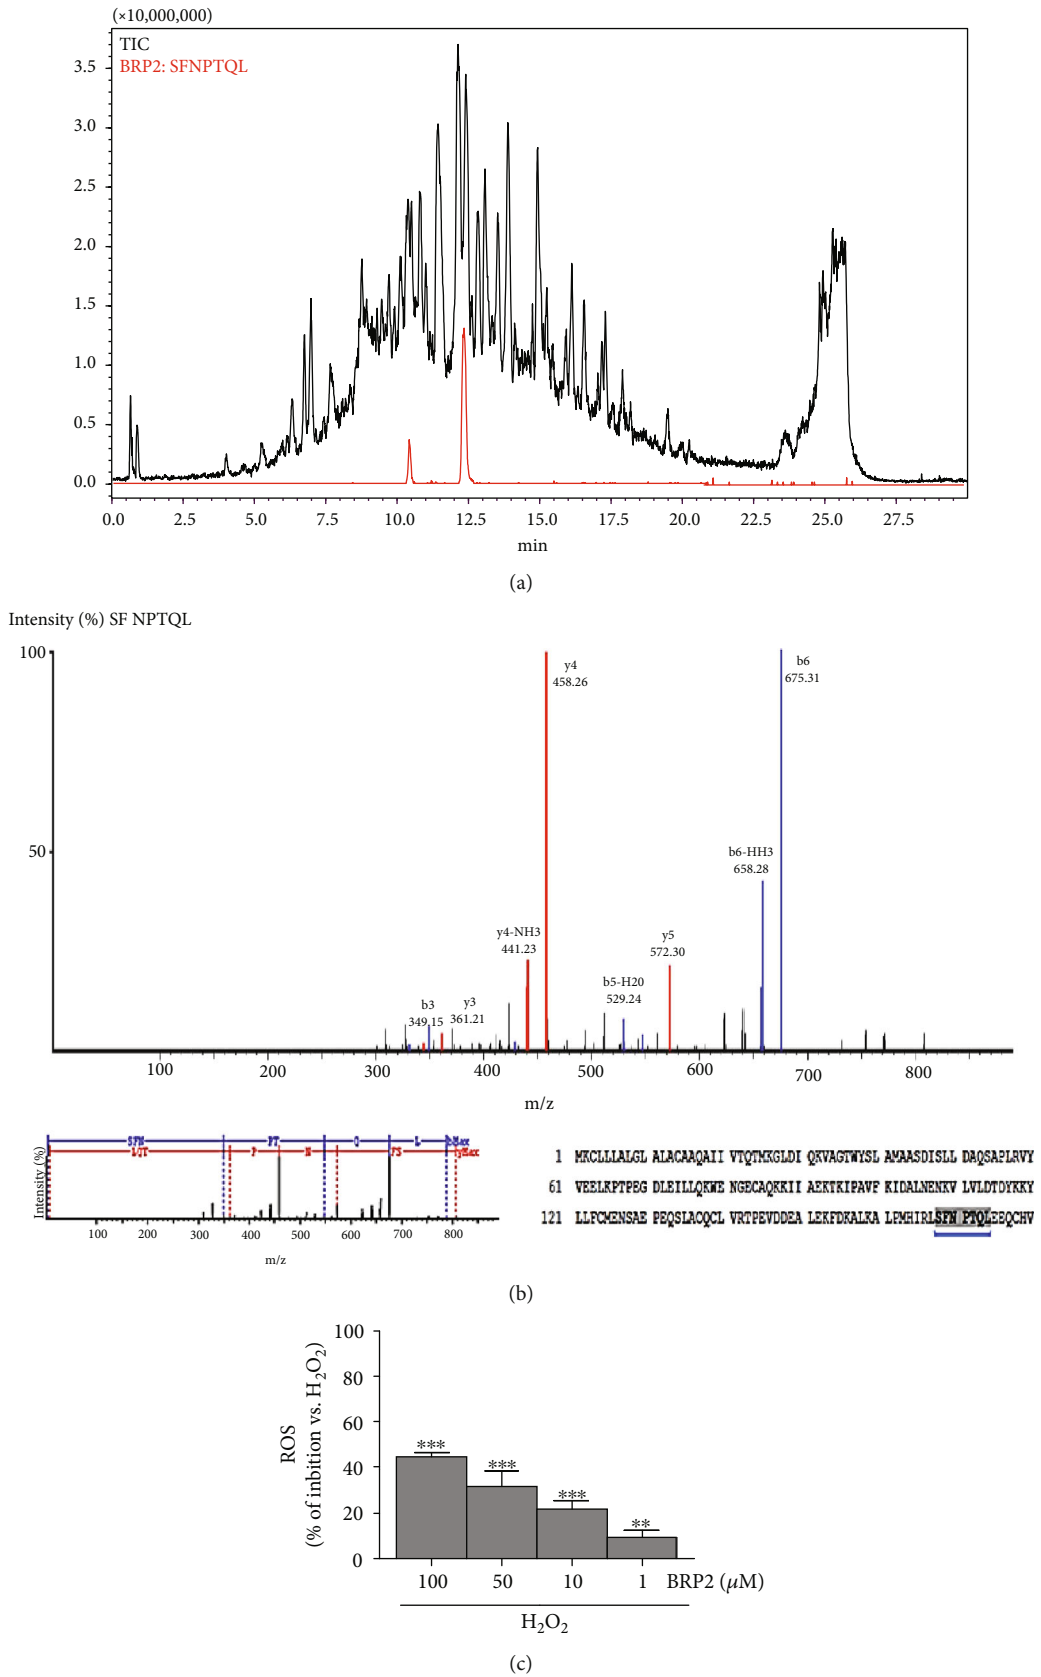 (×10,000,000)
TIC
BRP2: SFNPTQL
3.5
3.0
2.5
2.0
1.5
1.0
0.5
0.0
0.0 2.5 5.0 7.5 10.0 12.5 15.0 17.5 20.0 22.5 25.0 27.5
min
(a)
Intensity (%) SF NPTQL
100
50
y4
458.26
b6
675.31
b6-HH3
658.28
y4-NH3
441.23
y5
572.30
b5-H20
529.24
b3
349.15
y3
361.21
100 200 300 400 500 600 700 800
m/z
SFN PT Q L bMax
LQT P N FS yMax
Intensity (%)
100 200 300 400 500 600 700 800
m/z
1 MKCLLLALGL ALACAAQAII VTQTMKGLDI QKVAGTWYSL AMAASDISLL DAQSAPLRVY
61 VEELKPTPEG DLEILLQKWE NGECAQKKII AEKTKIPAVF KIDALNENKV LVLDTDYKKY
121 LLFCMENSAE PEQSLACQCL VRTPEVDDEA LEKFDKALKA LPMHIRLSFN PTQLEEQCHV
(b)
ROS
(% of inbition vs. H2O2)
100
80
60
40
20
0
*** *** *** **
100 50 10 1 BRP2 (μM)
H2O2
(c)